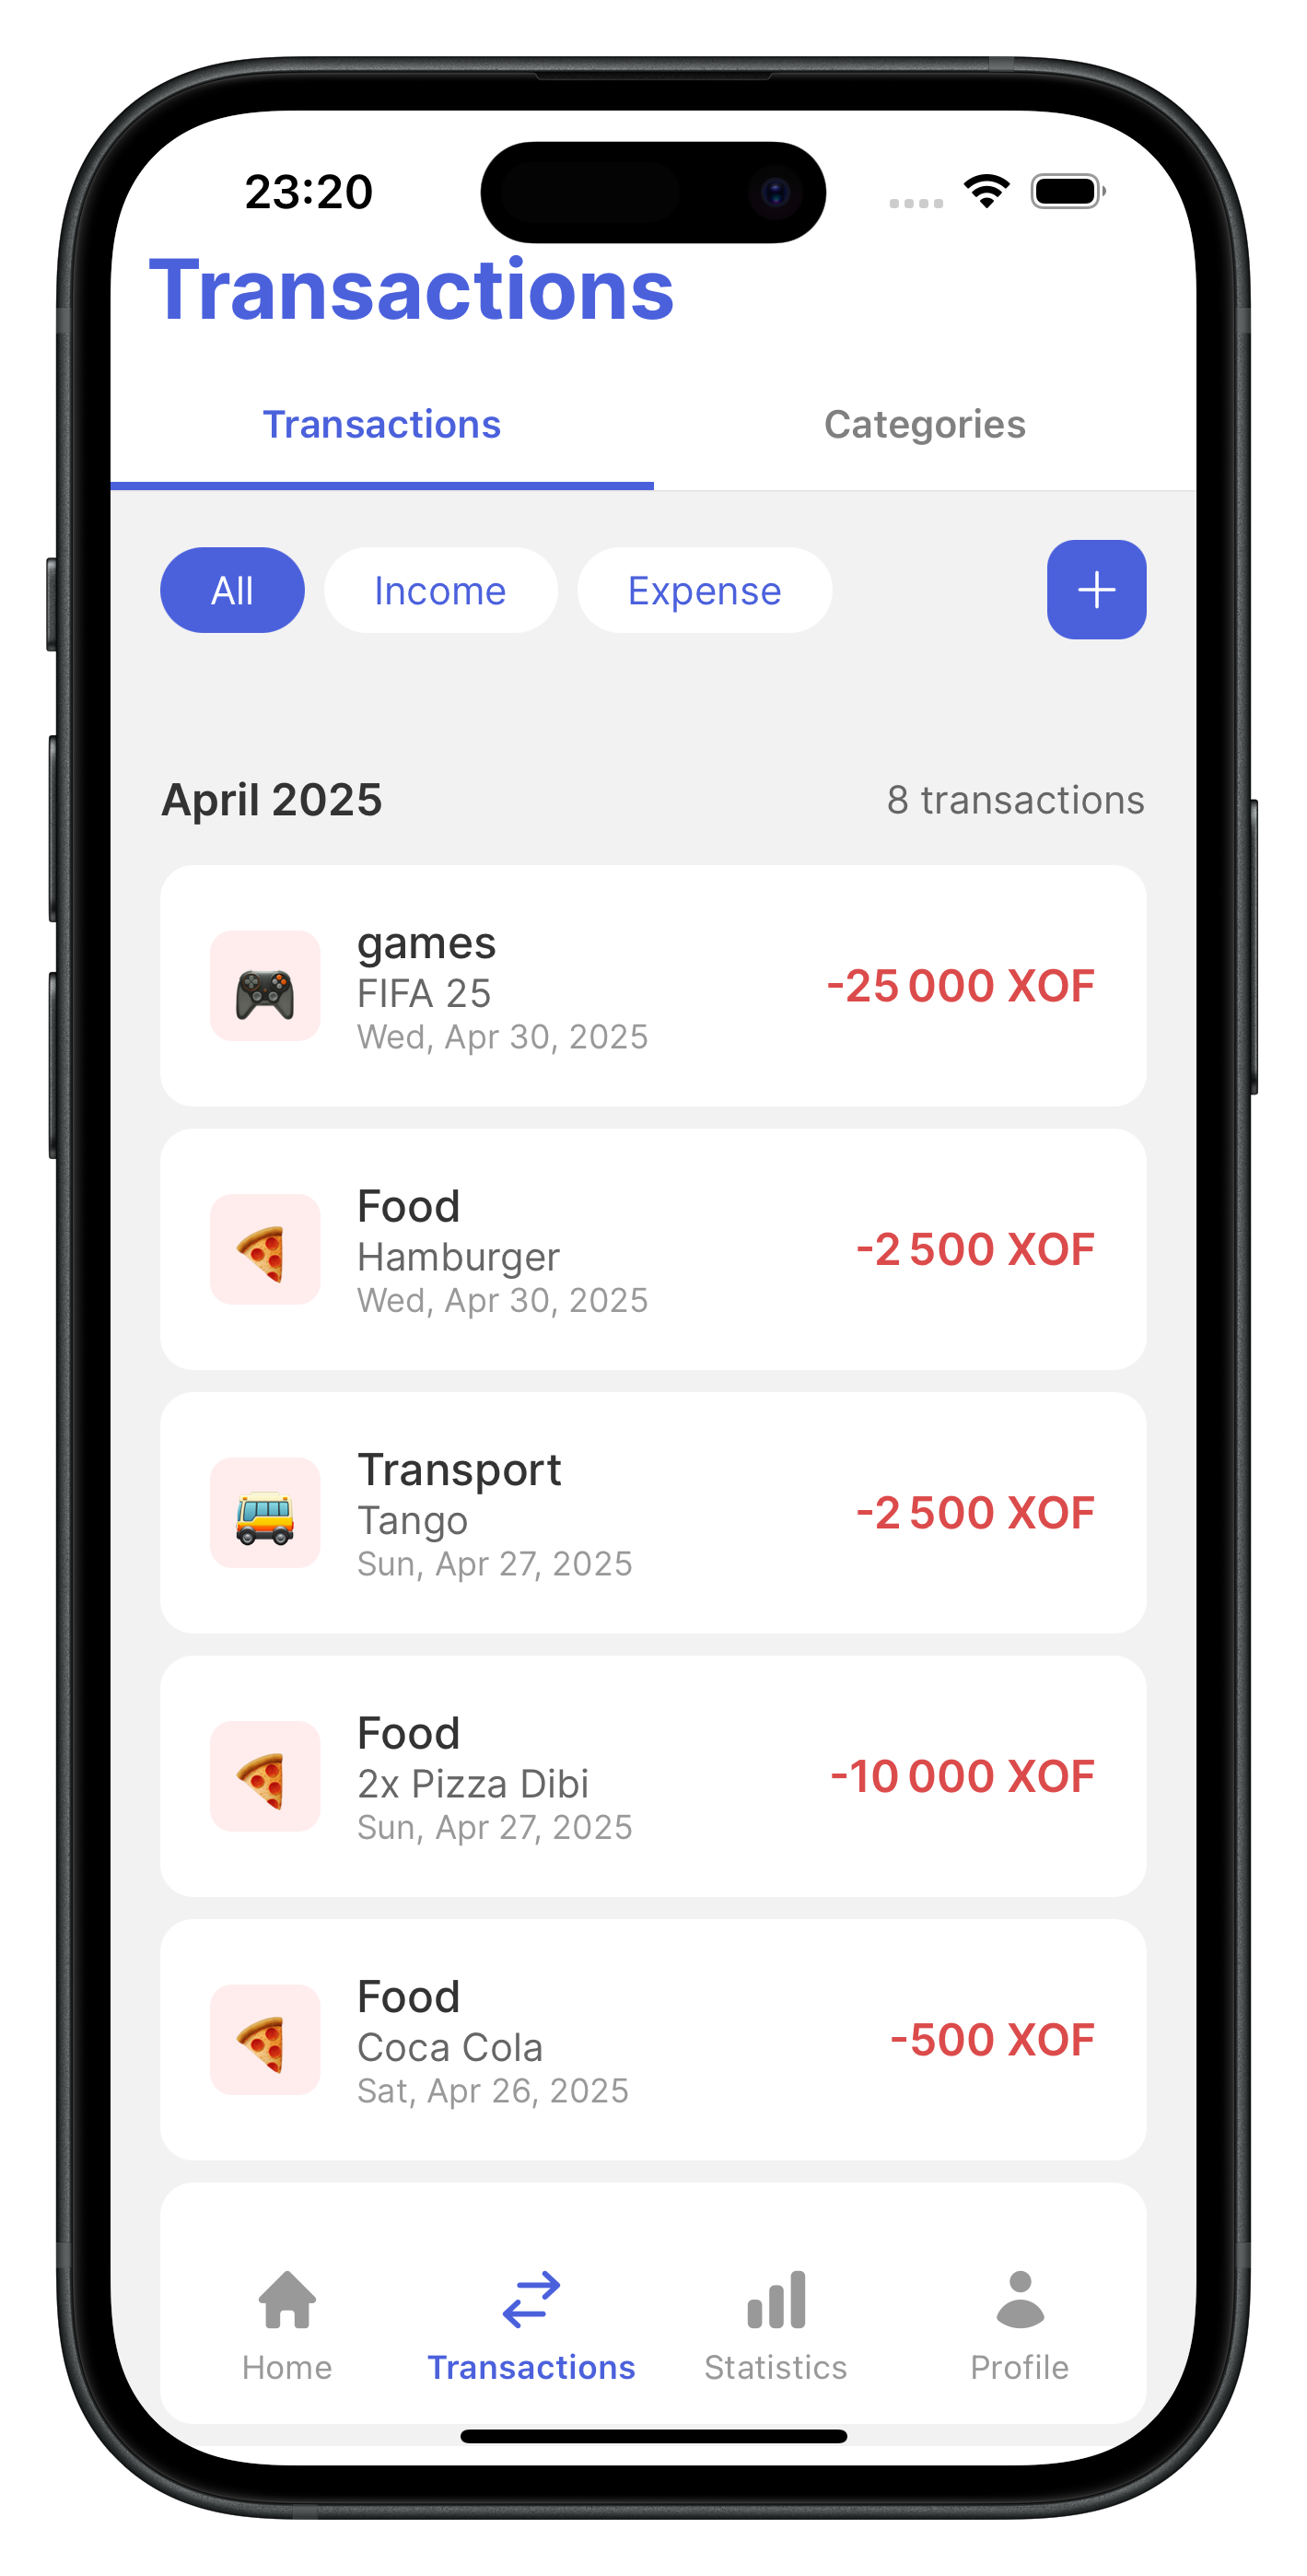 23:20
Transactions
Transactions Categories
All Income Expense
April 2025 8 transactions
games
FIFA 25
Wed, Apr 30, 2025
-25 000 XOF
Food
Hamburger
Wed, Apr 30, 2025
-2 500 XOF
Transport
Tango
Sun, Apr 27, 2025
-2 500 XOF
Food
2x Pizza Dibi
Sun, Apr 27, 2025
-10 000 XOF
Food
Coca Cola
Sat, Apr 26, 2025
-500 XOF
Home Transactions Statistics Profile